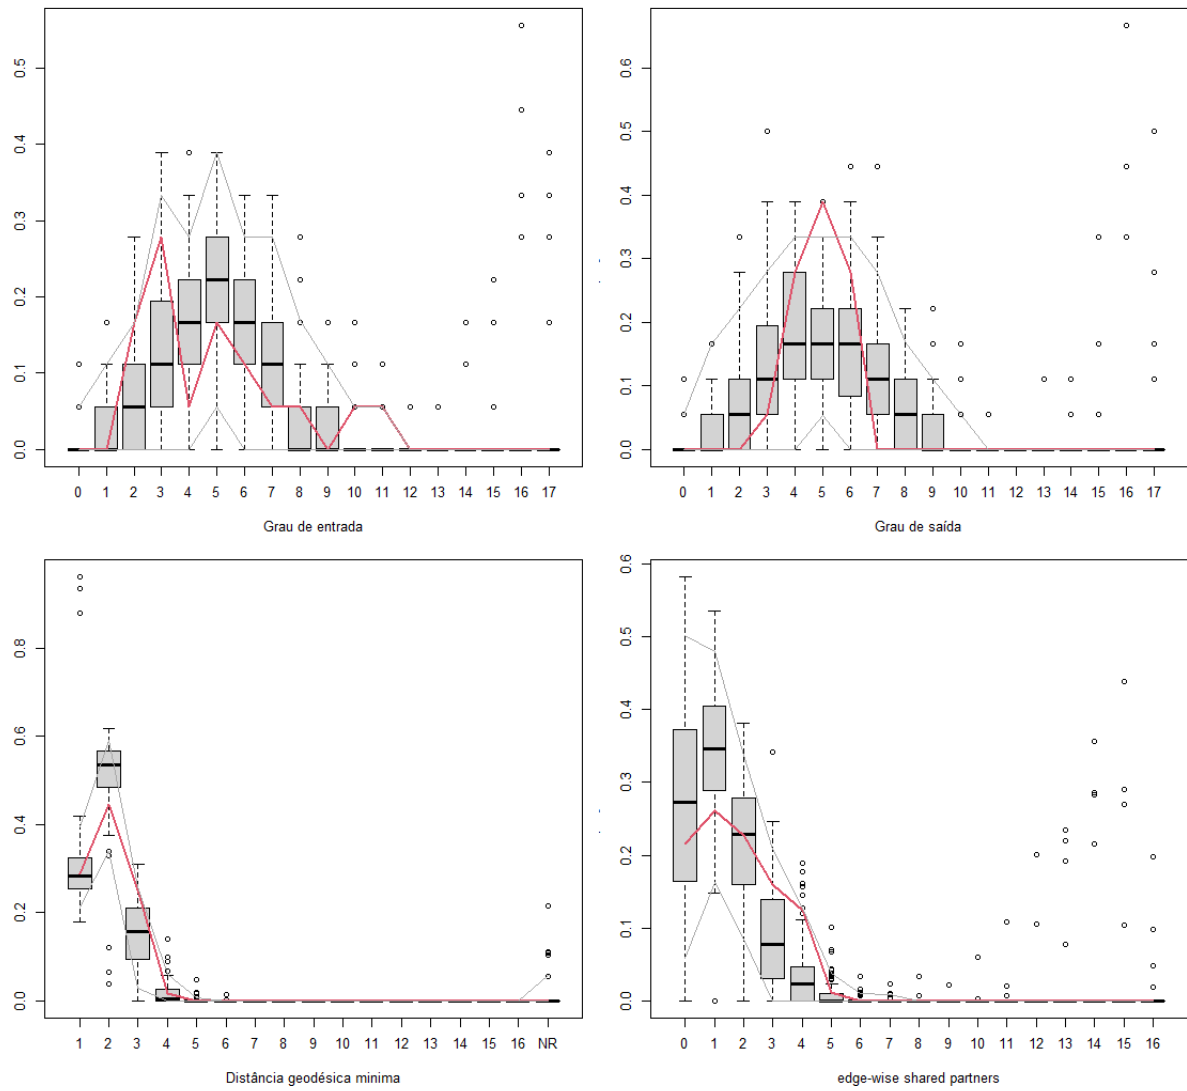 0.0 0.1 0.2 0.3 0.4 0.5
0 1 2 3 4 5 6 7 8 9 10 11 12 13 14 15 16 17
Grau de entrada
0.0 0.1 0.2 0.3 0.4 0.5 0.6
0 1 2 3 4 5 6 7 8 9 10 11 12 13 14 15 16 17
Grau de saída
0.0 0.2 0.4 0.6 0.8
1 2 3 4 5 6 7 8 9 10 11 12 13 14 15 16 NR
Distância geodésica minima
0.0 0.1 0.2 0.3 0.4 0.5 0.6
0 1 2 3 4 5 6 7 8 9 10 11 12 13 14 15 16
edge-wise shared partners